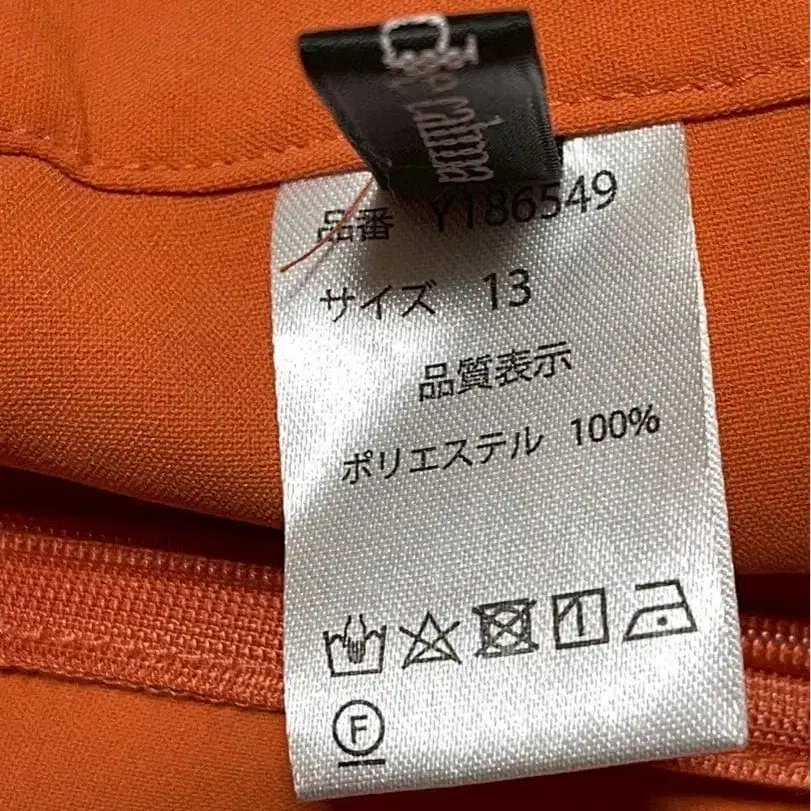 品番 Y186549
サイズ 13
品質表示
ポリエステル 100%
F